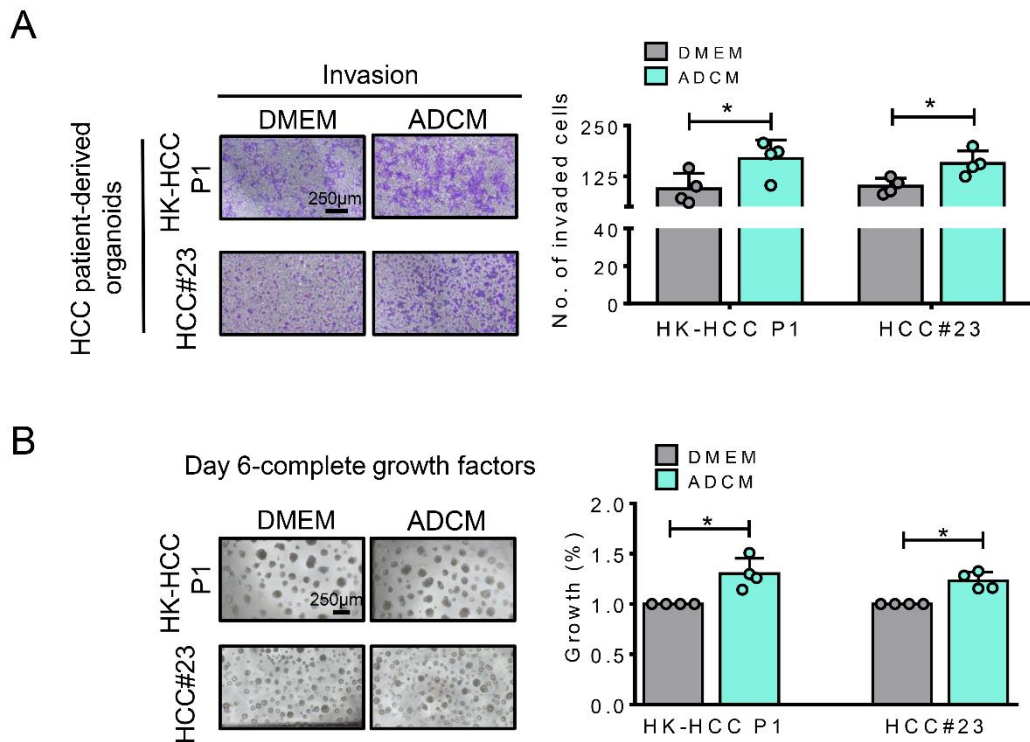 A
Invasion
DMEM ADCM
HCC patient-derived
organoids
HK-HCC
P1
250μm
HCC#23
DMEM
ADCM
* *
No. of invaded cells
250
125
40
20
0
HK-HCC P1 HCC#23
B
Day 6-complete growth factors
DMEM ADCM
HK-HCC
P1
250μm
HCC#23
DMEM
ADCM
* *
Growth (%)
2.0
1.5
1.0
0.5
0.0
HK-HCC P1 HCC#23